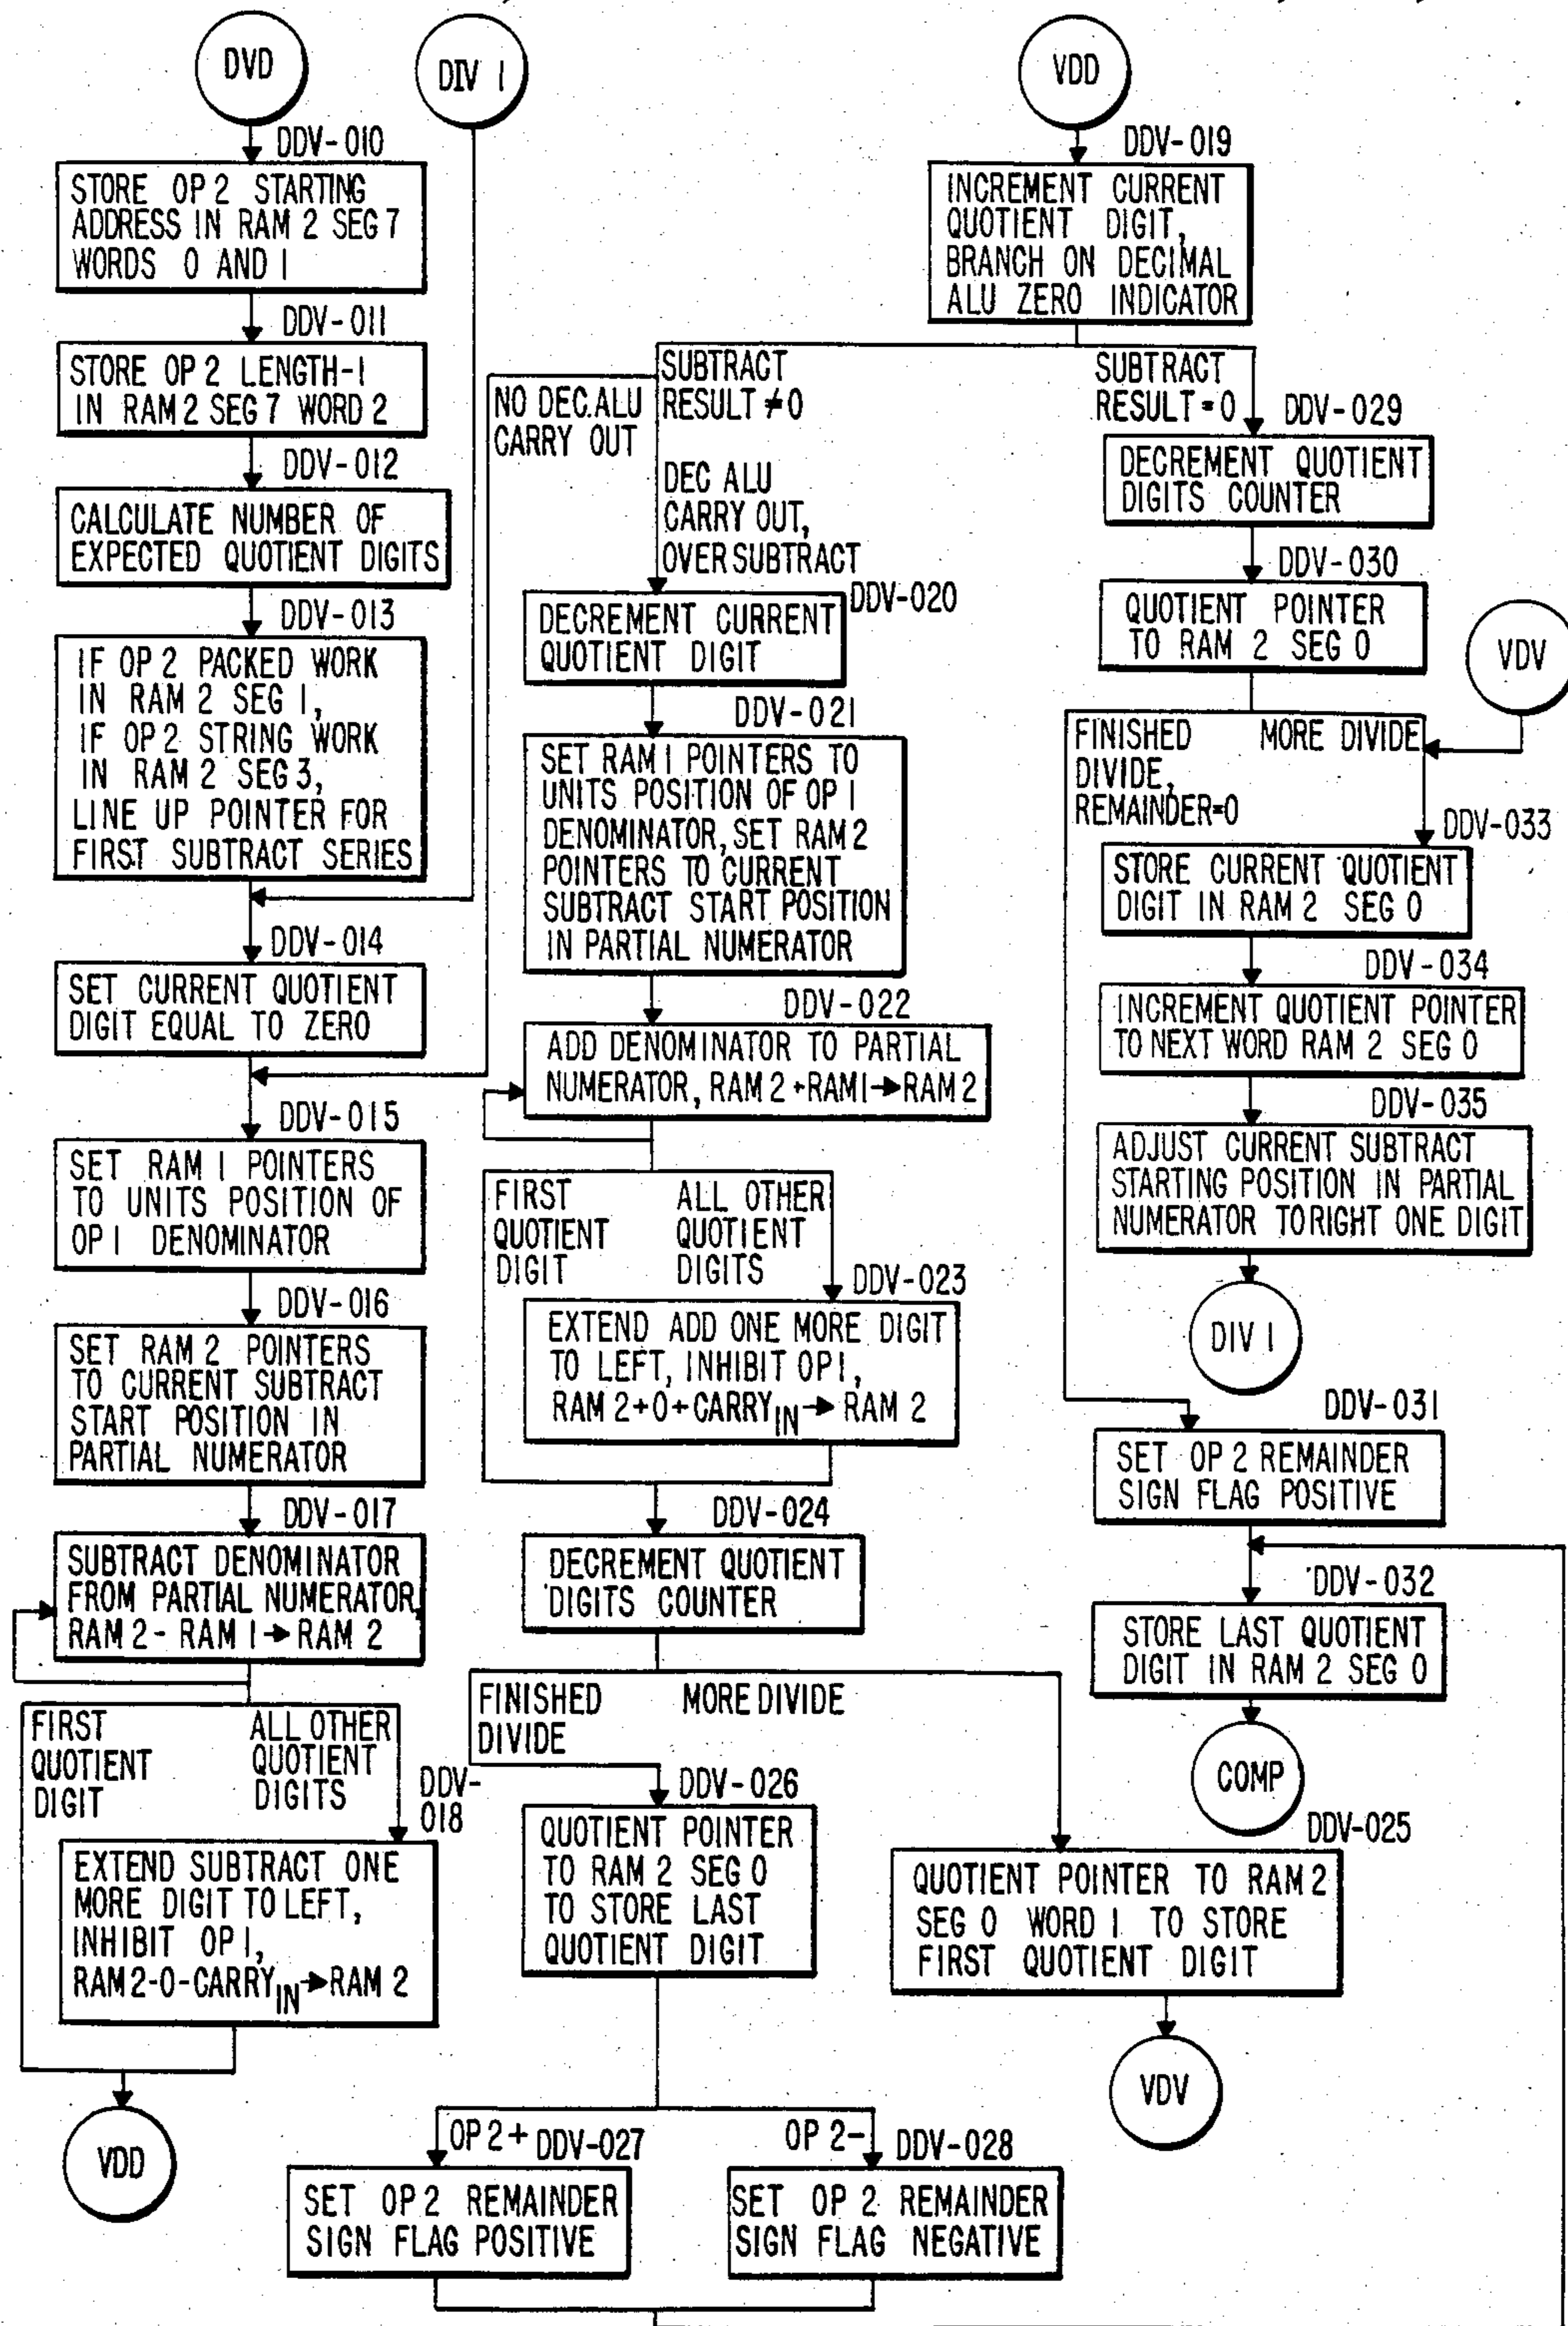 DVD
DIV 1
VDD
DDV-010
STORE OP 2 STARTING
ADDRESS IN RAM 2 SEG 7
WORDS 0 AND 1
DDV-011
STORE OP 2 LENGTH-1
IN RAM 2 SEG 7 WORD 2
DDV-012
CALCULATE NUMBER OF
EXPECTED QUOTIENT DIGITS
DDV-013
IF OP 2 PACKED WORK
IN RAM 2 SEG 1,
IF OP 2 STRING WORK
IN RAM 2 SEG 3,
LINE UP POINTER FOR
FIRST SUBTRACT SERIES
DDV-014
SET CURRENT QUOTIENT
DIGIT EQUAL TO ZERO
DDV-015
SET RAM 1 POINTERS
TO UNITS POSITION OF
OP 1 DENOMINATOR
DDV-016
SET RAM 2 POINTERS
TO CURRENT SUBTRACT
START POSITION IN
PARTIAL NUMERATOR
DDV-017
SUBTRACT DENOMINATOR
FROM PARTIAL NUMERATOR,
RAM 2 - RAM 1 → RAM 2
FIRST
QUOTIENT
DIGIT
ALL OTHER
QUOTIENT
DIGITS
DDV-
018
EXTEND SUBTRACT ONE
MORE DIGIT TO LEFT,
INHIBIT OP 1,
RAM 2-0-CARRY IN → RAM 2
VDD
DDV-019
INCREMENT CURRENT
QUOTIENT DIGIT,
BRANCH ON DECIMAL
ALU ZERO INDICATOR
NO DEC. ALU
CARRY OUT
SUBTRACT
RESULT ≠ 0
DEC ALU
CARRY OUT,
OVERSUBTRACT
DDV-020
DECREMENT CURRENT
QUOTIENT DIGIT
DDV-021
SET RAM 1 POINTERS TO
UNITS POSITION OF OP 1
DENOMINATOR, SET RAM 2
POINTERS TO CURRENT
SUBTRACT START POSITION
IN PARTIAL NUMERATOR
DDV-022
ADD DENOMINATOR TO PARTIAL
NUMERATOR, RAM 2 + RAM 1 → RAM 2
FIRST
QUOTIENT
DIGIT
ALL OTHER
QUOTIENT
DIGITS
DDV-023
EXTEND ADD ONE MORE DIGIT
TO LEFT, INHIBIT OP 1,
RAM 2+0+CARRY IN → RAM 2
DDV-024
DECREMENT QUOTIENT
DIGITS COUNTER
FINISHED
DIVIDE
MORE DIVIDE
DDV-026
QUOTIENT POINTER
TO RAM 2 SEG 0
TO STORE LAST
QUOTIENT DIGIT
DDV-025
QUOTIENT POINTER TO RAM 2
SEG 0 WORD 1 TO STORE
FIRST QUOTIENT DIGIT
VDV
OP 2+
DDV-027
SET OP 2 REMAINDER
SIGN FLAG POSITIVE
OP 2-
DDV-028
SET OP 2 REMAINDER
SIGN FLAG NEGATIVE
SUBTRACT
RESULT = 0
DDV-029
DECREMENT QUOTIENT
DIGITS COUNTER
DDV-030
QUOTIENT POINTER
TO RAM 2 SEG 0
VDV
FINISHED
DIVIDE,
REMAINDER=0
MORE DIVIDE
DDV-033
STORE CURRENT QUOTIENT
DIGIT IN RAM 2 SEG 0
DDV-034
INCREMENT QUOTIENT POINTER
TO NEXT WORD RAM 2 SEG 0
DDV-035
ADJUST CURRENT SUBTRACT
STARTING POSITION IN PARTIAL
NUMERATOR TO RIGHT ONE DIGIT
DIV 1
DDV-031
SET OP 2 REMAINDER
SIGN FLAG POSITIVE
DDV-032
STORE LAST QUOTIENT
DIGIT IN RAM 2 SEG 0
COMP